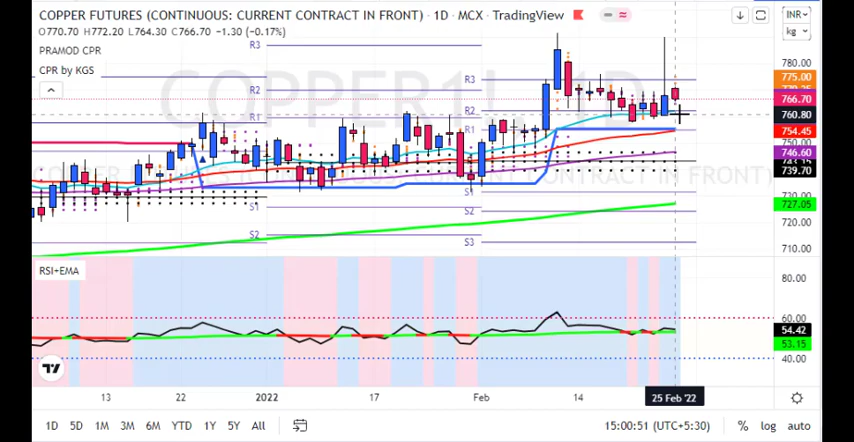 COPPER FUTURES (CONTINUOUS: CURRENT CONTRACT IN FRONT) · 1D · MCX · TradingView
O770.70 H772.20 L764.30 C766.70 −1.30 (−0.17%)
PRAMOD CPR
CPR by KGS
INR
kg
COPPER1!, 1D
R3
R3
R2
R2
R1
R1
S1
S1
S2
S2
S3
780.00
775.00
766.70
760.80
754.45
750.00
746.60
739.70
730.00
727.05
720.00
710.00
RSI+EMA
80.00
60.00
54.42
53.15
40.00
13
22
2022
17
Feb
14
25 Feb '22
1D 5D 1M 3M 6M YTD 1Y 5Y All
15:00:51 (UTC+5:30)
% log auto